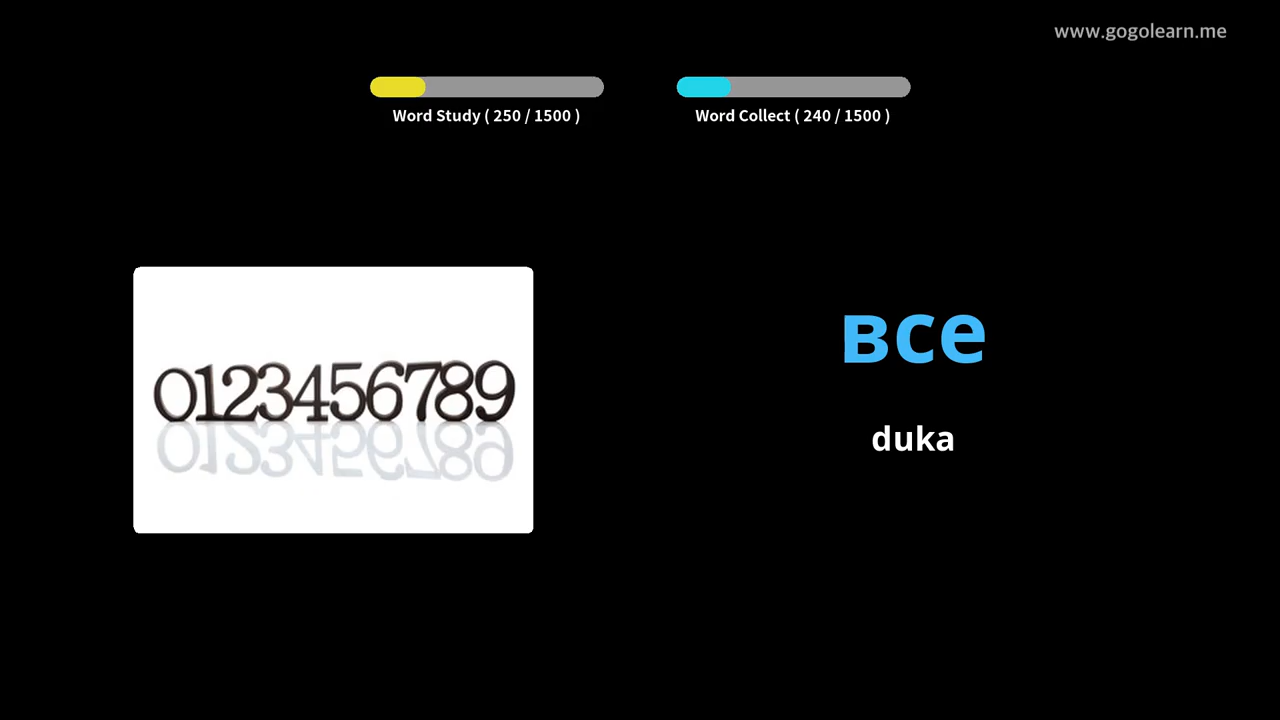 www.gogolearn.me
Word Study ( 250 / 1500 )
Word Collect ( 240 / 1500 )
0123456789
все
duka